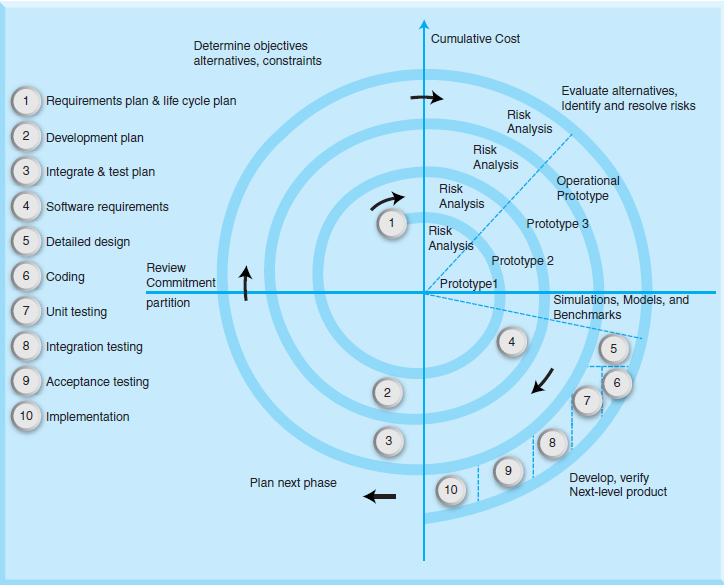 Determine objectives
alternatives, constraints
Cumulative Cost
Evaluate alternatives,
Identify and resolve risks
1 Requirements plan & life cycle plan
2 Development plan
3 Integrate & test plan
4 Software requirements
5 Detailed design
6 Coding
7 Unit testing
8 Integration testing
9 Acceptance testing
10 Implementation
Risk
Analysis
Risk
Analysis
Risk
Analysis
Risk
Analysis
Operational
Prototype
Prototype 3
Prototype 2
Prototype1
1
Review
Commitment
partition
Simulations, Models, and
Benchmarks
4
5
6
2
7
3
8
9
10
Plan next phase
Develop, verify
Next-level product